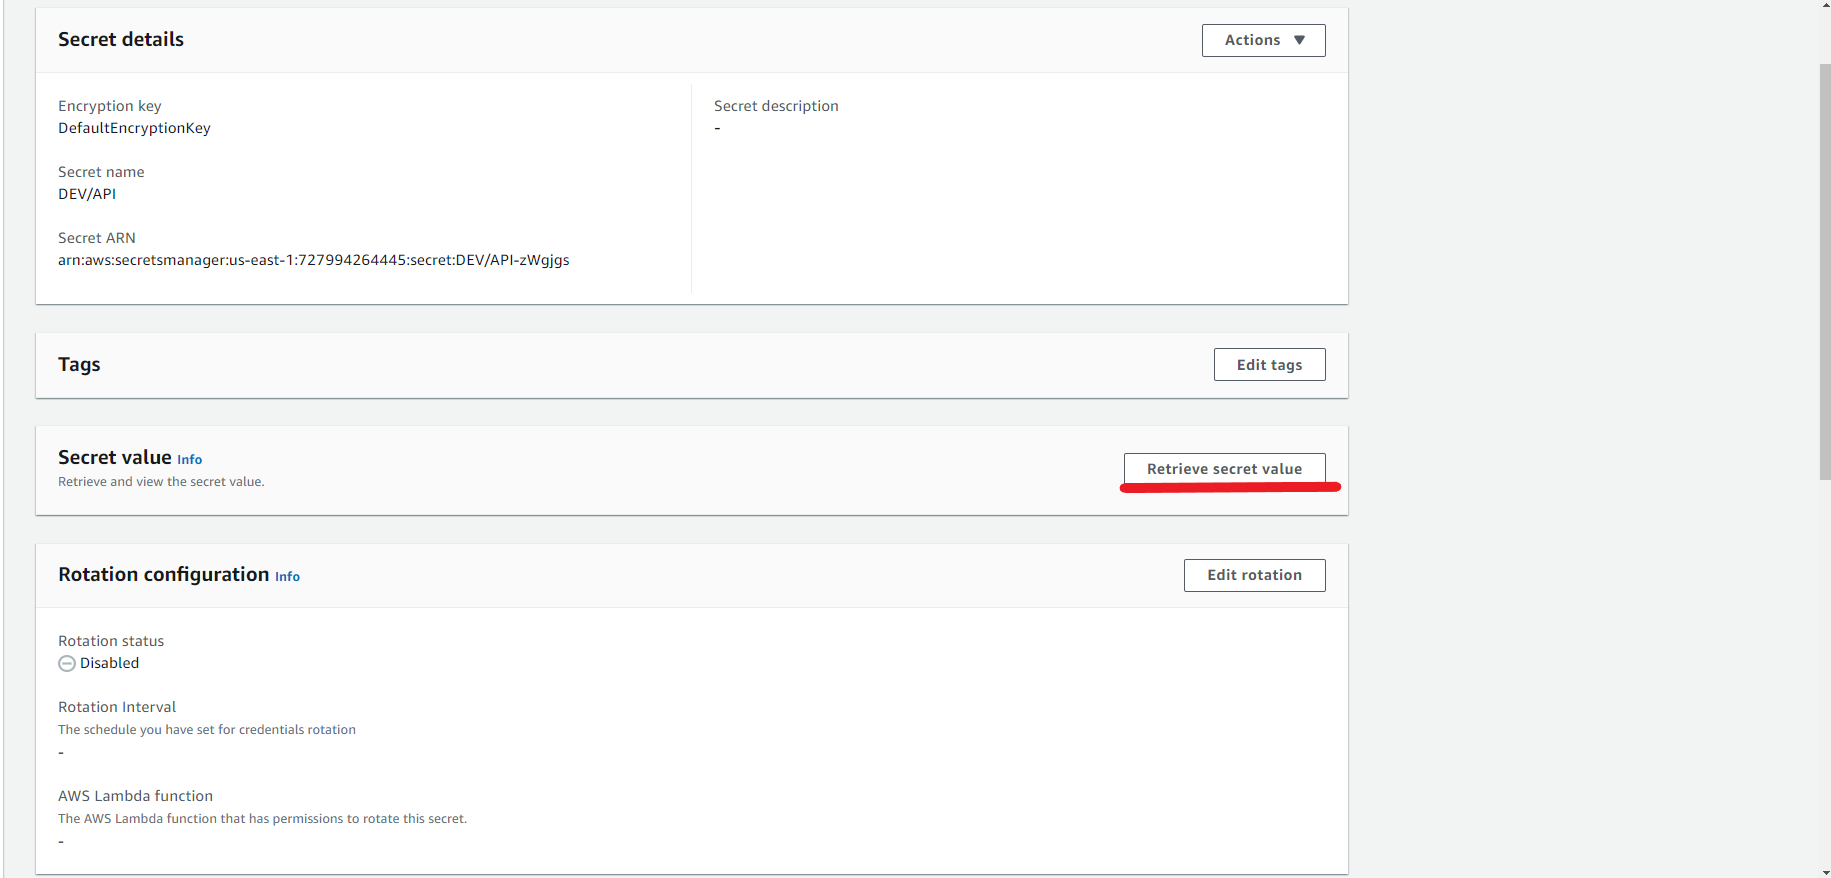 Secret details
Actions
Encryption key
DefaultEncryptionKey
Secret description
-
Secret name
DEV/API
Secret ARN
arn:aws:secretsmanager:us-east-1:727994264445:secret:DEV/API-zWgjgs
Tags
Edit tags
Secret value Info
Retrieve and view the secret value.
Retrieve secret value
Rotation configuration Info
Edit rotation
Rotation status
Disabled
Rotation Interval
The schedule you have set for credentials rotation
-
AWS Lambda function
The AWS Lambda function that has permissions to rotate this secret.
-